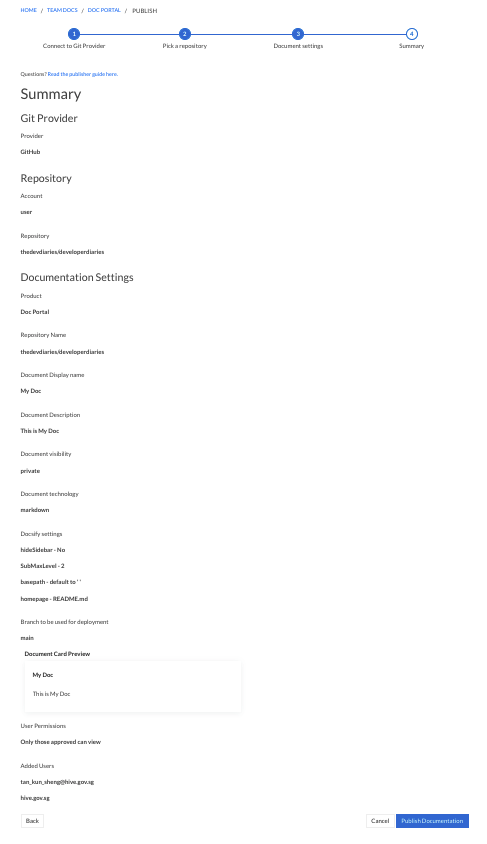 HOME / TEAM DOCS / DOC PORTAL / PUBLISH
1 2 3 4
Connect to Git Provider Pick a repository Document settings Summary
Questions? Read the publisher guide here.
Summary
Git Provider
Provider
GitHub
Repository
Account
user
Repository
thedevdiaries/developerdiaries
Documentation Settings
Product
Doc Portal
Repository Name
thedevdiaries/developerdiaries
Document Display name
My Doc
Document Description
This is My Doc
Document visibility
private
Document technology
markdown
Docsify settings
hideSidebar - No
SubMaxLevel - 2
basepath - default to ' '
homepage - README.md
Branch to be used for deployment
main
Document Card Preview
My Doc
This is My Doc
User Permissions
Only those approved can view
Added Users
tan_kun_sheng@hive.gov.sg
hive.gov.sg
Back Cancel Publish Documentation